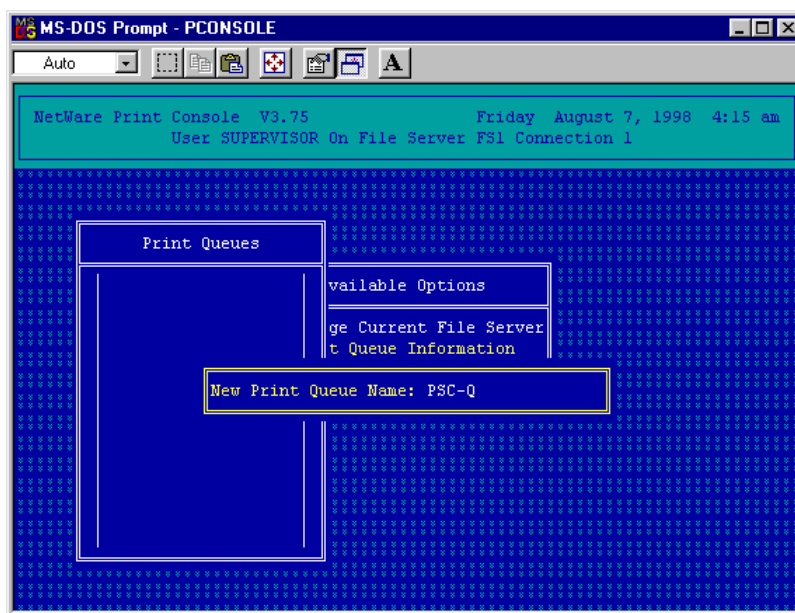 MS-DOS Prompt - PCONSOLE
Auto
A
NetWare Print Console V3.75 Friday August 7, 1998 4:15 am
User SUPERVISOR On File Server FS1 Connection 1
Print Queues
vailable Options
ge Current File Server
t Queue Information
New Print Queue Name: PSC-Q